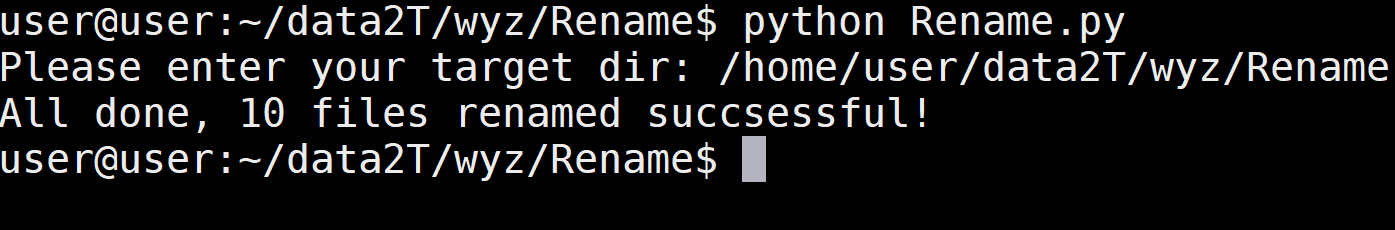 user@user:~/data2T/wyz/Rename$ python Rename.py
Please enter your target dir: /home/user/data2T/wyz/Rename
All done, 10 files renamed succsessful!
user@user:~/data2T/wyz/Rename$